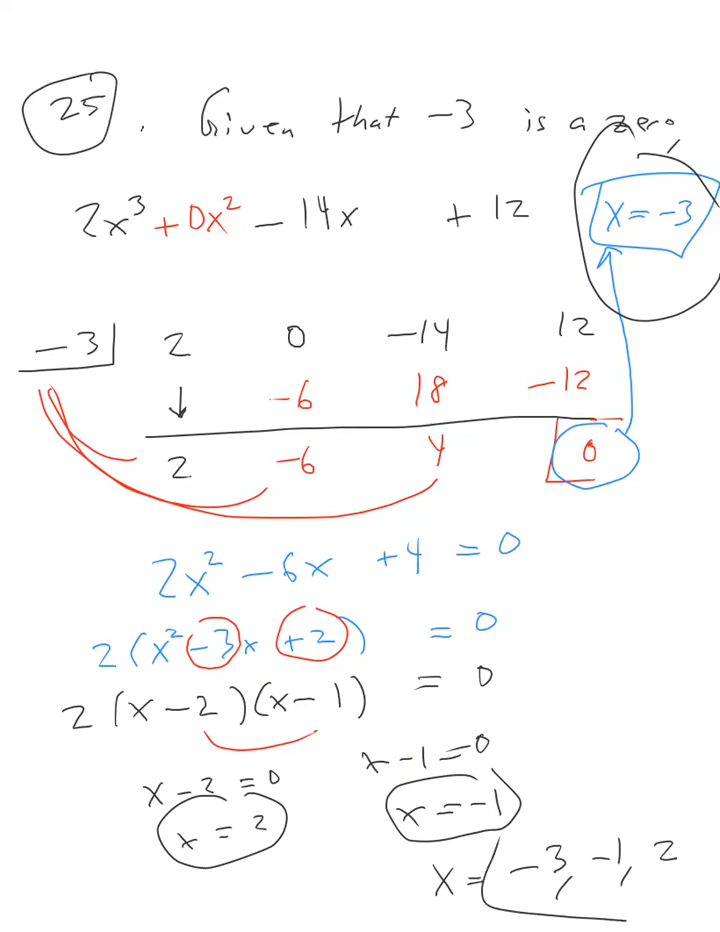 25. Given that -3 is a zero
2x³ + 0x² - 14x + 12
x = -3
-3 2 0 -14 12
↓ -6 18 -12
2 -6 4 0
2x² - 6x + 4 = 0
2(x² - 3x + 2) = 0
2(x - 2)(x - 1) = 0
x - 2 = 0 x - 1 = 0
x = 2 x = -1
x = -3, -1, 2